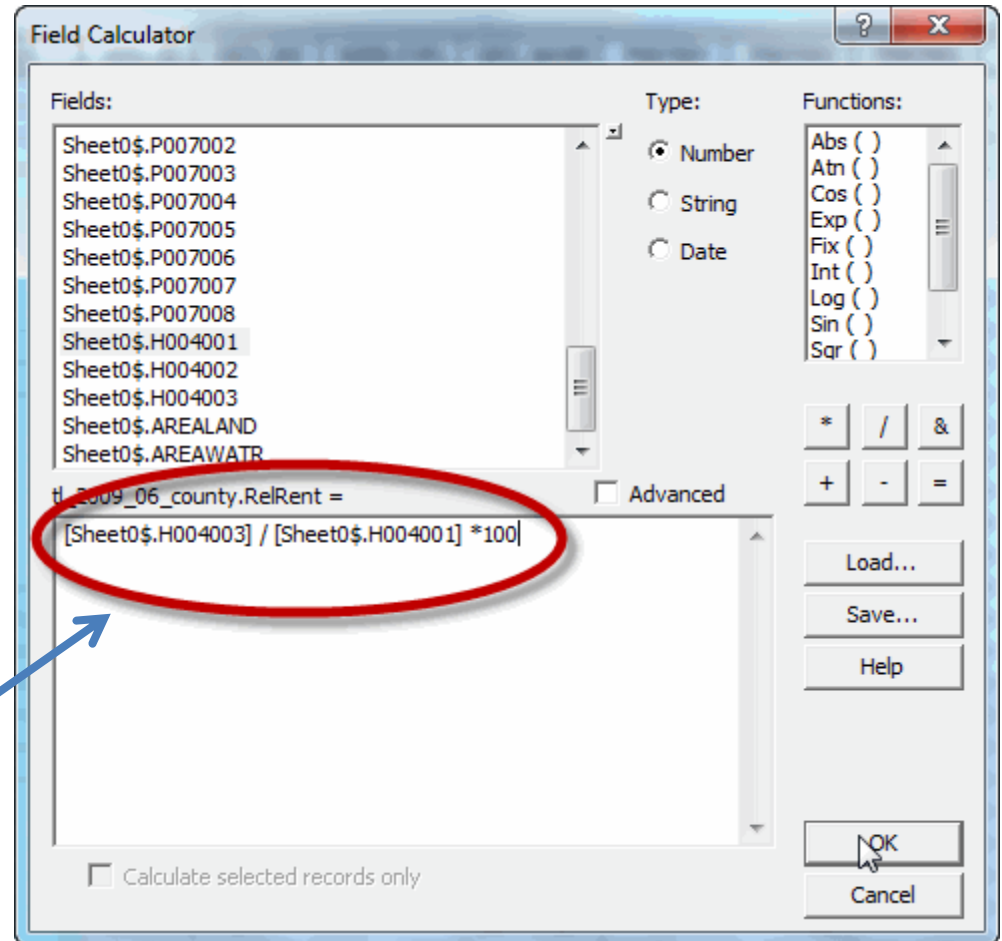 Field Calculator
Fields:
Sheet0$.P007002
Sheet0$.P007003
Sheet0$.P007004
Sheet0$.P007005
Sheet0$.P007006
Sheet0$.P007007
Sheet0$.P007008
Sheet0$.H004001
Sheet0$.H004002
Sheet0$.H004003
Sheet0$.AREALAND
Sheet0$.AREAWATR
Type:
Number
String
Date
Functions:
Abs ( )
Atn ( )
Cos ( )
Exp ( )
Fix ( )
Int ( )
Log ( )
Sin ( )
Sqr ( )
* / &
+ - =
tl_2009_06_county.RelRent =
Advanced
[Sheet0$.H004003] / [Sheet0$.H004001] *100
Load...
Save...
Help
Calculate selected records only
OK
Cancel